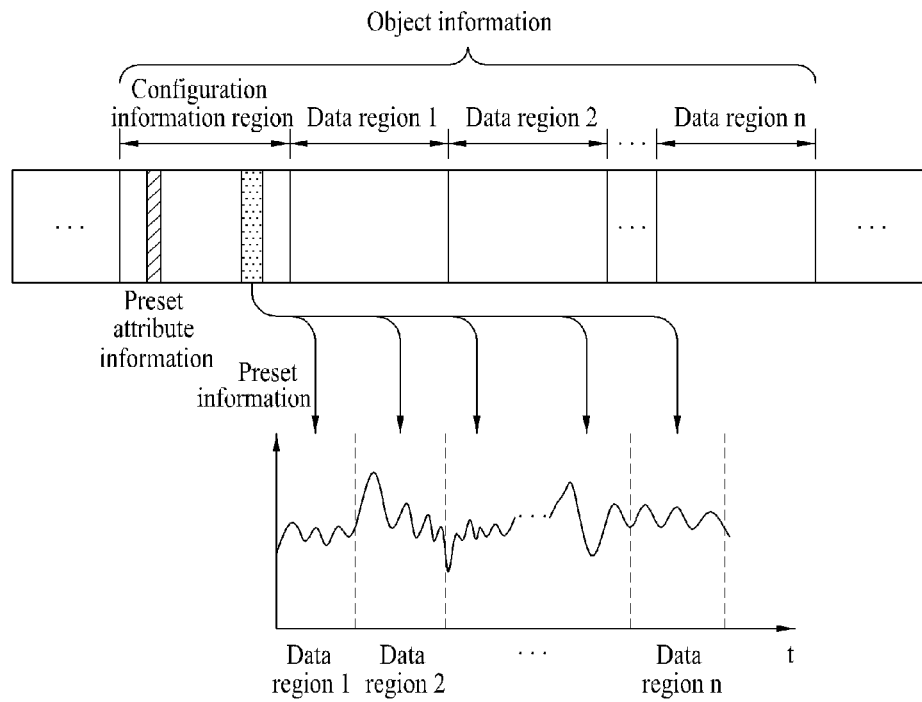 Object information
Configuration
information region
Data region 1
Data region 2
...
Data region n
...
...
...
Preset
attribute
information
Preset
information
.....
Data
region 1
Data
region 2
...
Data
region n
t